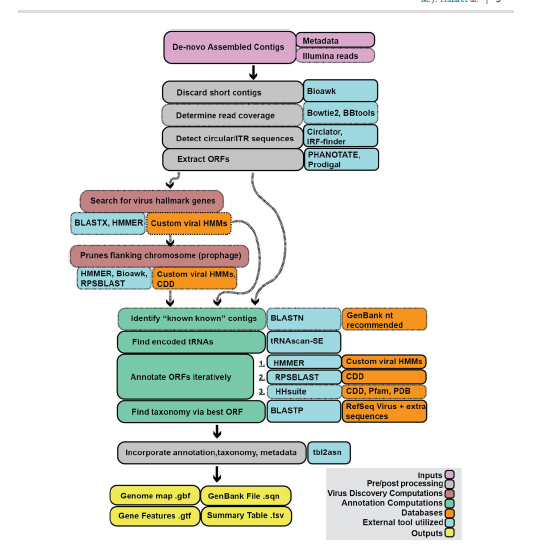 De-novo Assembled Contigs
Metadata
Illumina reads
Discard short contigs
Bioawk
Determine read coverage
Bowtie2, BBtools
Detect circular/ITR sequences
Circlator,
IRF-finder
Extract ORFs
PHANOTATE,
Prodigal
Search for virus hallmark genes
BLASTX, HMMER
Custom viral HMMs
Prunes flanking chromosome (prophage)
HMMER, Bioawk,
RPSBLAST
Custom viral HMMs,
CDD
Identify "known known" contigs
BLASTN
GenBank nt
recommended
Find encoded tRNAs
tRNAscan-SE
Annotate ORFs iteratively
1. HMMER
Custom viral HMMs
2. RPSBLAST
CDD
3. HHsuite
CDD, Pfam, PDB
Find taxonomy via best ORF
BLASTP
RefSeq Virus + extra
sequences
Incorporate annotation,taxonomy, metadata
tbl2asn
Genome map .gbf
GenBank File .sqn
Gene Features .gtf
Summary Table .tsv
Inputs
Pre/post processing
Virus Discovery Computations
Annotation Computations
Databases
External tool utilized
Outputs